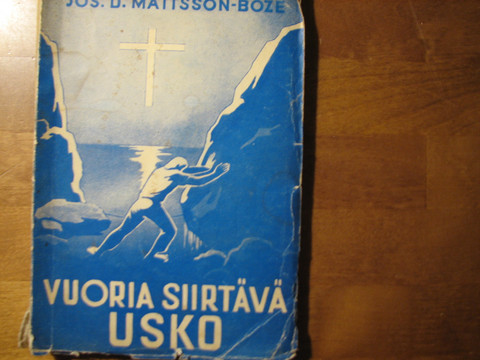 JOS. D. MATTSSON-BOZE
VUORIA SIIRTÄVÄ
USKO